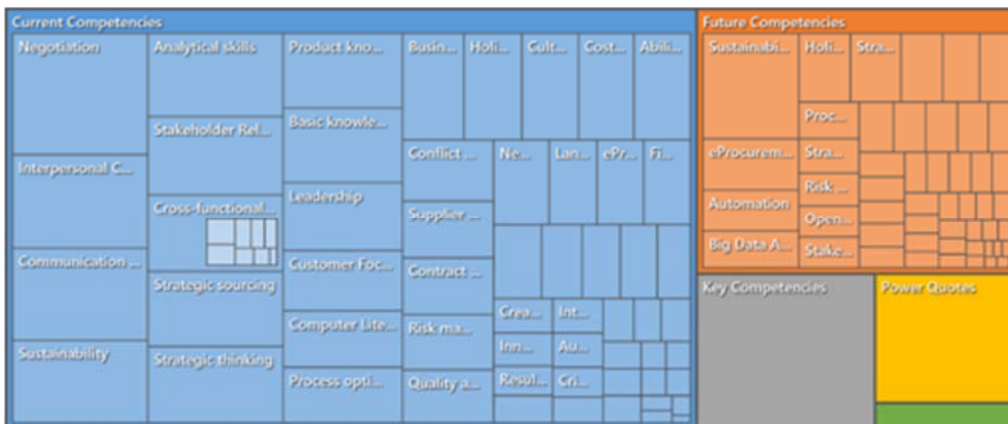 Current Competencies
Negotiation
Interpersonal C...
Communication ...
Sustainability
Analytical skills
Stakeholder Rel...
Cross-functional...
Strategic sourcing
Strategic thinking
Product kno...
Basic knowle...
Leadership
Customer Foc...
Computer Lite...
Process opti...
Busin...
Holi...
Cult...
Cost...
Abili...
Conflict ...
Supplier ...
Contract ...
Risk ma...
Quality a...
Ne...
Lan...
ePr...
Fi...
Crea...
Int...
Inn...
Au...
Resul...
Cri...
Future Competencies
Sustainabi...
eProcurem...
Automation
Big Data A...
Holi...
Proc...
Stra...
Risk ...
Open...
Stake...
Stra...
Key Competencies
Power Quotes